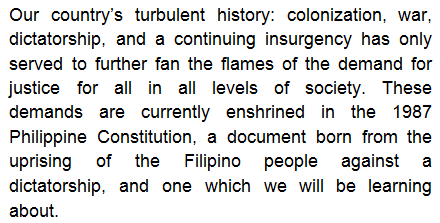 Our country's turbulent history: colonization, war,
dictatorship, and a continuing insurgency has only
served to further fan the flames of the demand for
justice for all in all levels of society. These
demands are currently enshrined in the 1987
Philippine Constitution, a document born from the
uprising of the Filipino people against a
dictatorship, and one which we will be learning
about.